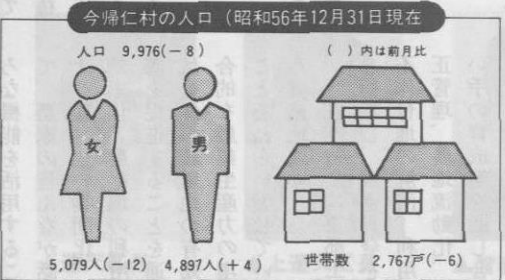 今帰仁村の人口（昭和56年12月31日現在
人口 9,976(－8)
（ ）内は前月比
女
男
5,079人(－12)
4,897人(＋4)
世帯数 2,767戸(－6)